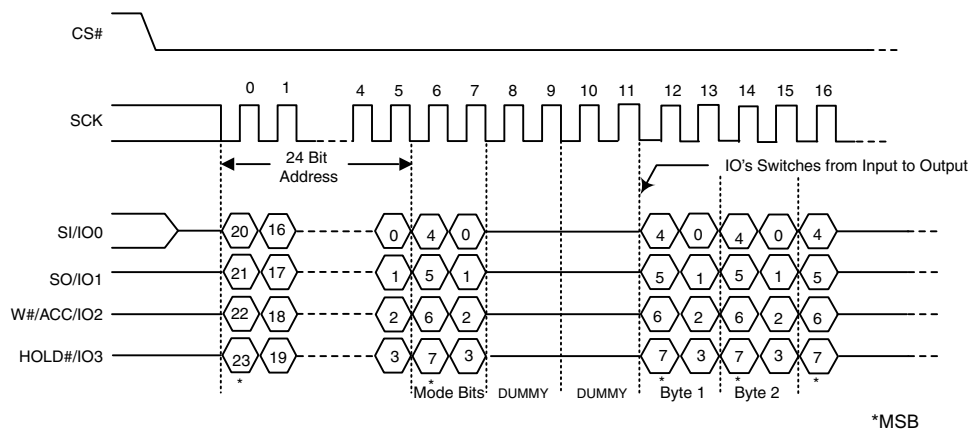 CS#
0 1 4 5 6 7 8 9 10 11 12 13 14 15 16
SCK
24 Bit
Address
IO's Switches from Input to Output
SI/IO0 20 16 0 4 0 4 0 4 0 4
SO/IO1 21 17 1 5 1 5 1 5 1 5
W#/ACC/IO2 22 18 2 6 2 6 2 6 2 6
HOLD#/IO3 23 19 3 7 3 7 3 7 3 7
* * * * *
Mode Bits DUMMY DUMMY Byte 1 Byte 2
*MSB